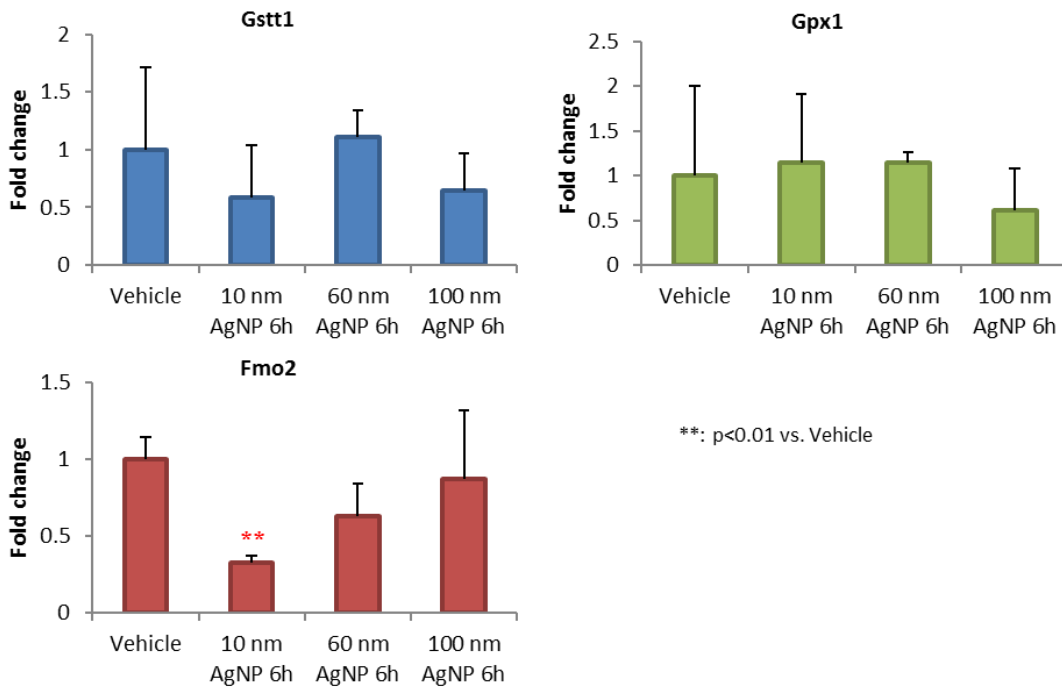 Gstt1
Fold change
2
1.5
1
0.5
0
Vehicle
10 nm
AgNP 6h
60 nm
AgNP 6h
100 nm
AgNP 6h
Gpx1
Fold change
2.5
2
1.5
1
0.5
0
Vehicle
10 nm
AgNP 6h
60 nm
AgNP 6h
100 nm
AgNP 6h
Fmo2
Fold change
1.5
1
0.5
0
**
Vehicle
10 nm
AgNP 6h
60 nm
AgNP 6h
100 nm
AgNP 6h
**: p<0.01 vs. Vehicle